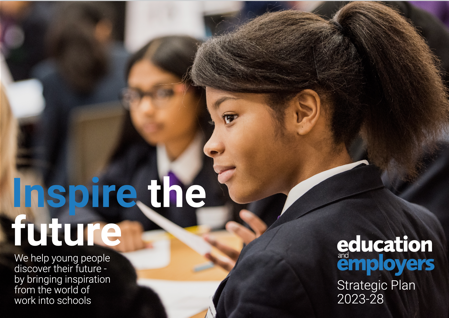 Inspire the
future
We help young people
discover their future -
by bringing inspiration
from the world of
work into schools
education
and
employers
Strategic Plan
2023-28